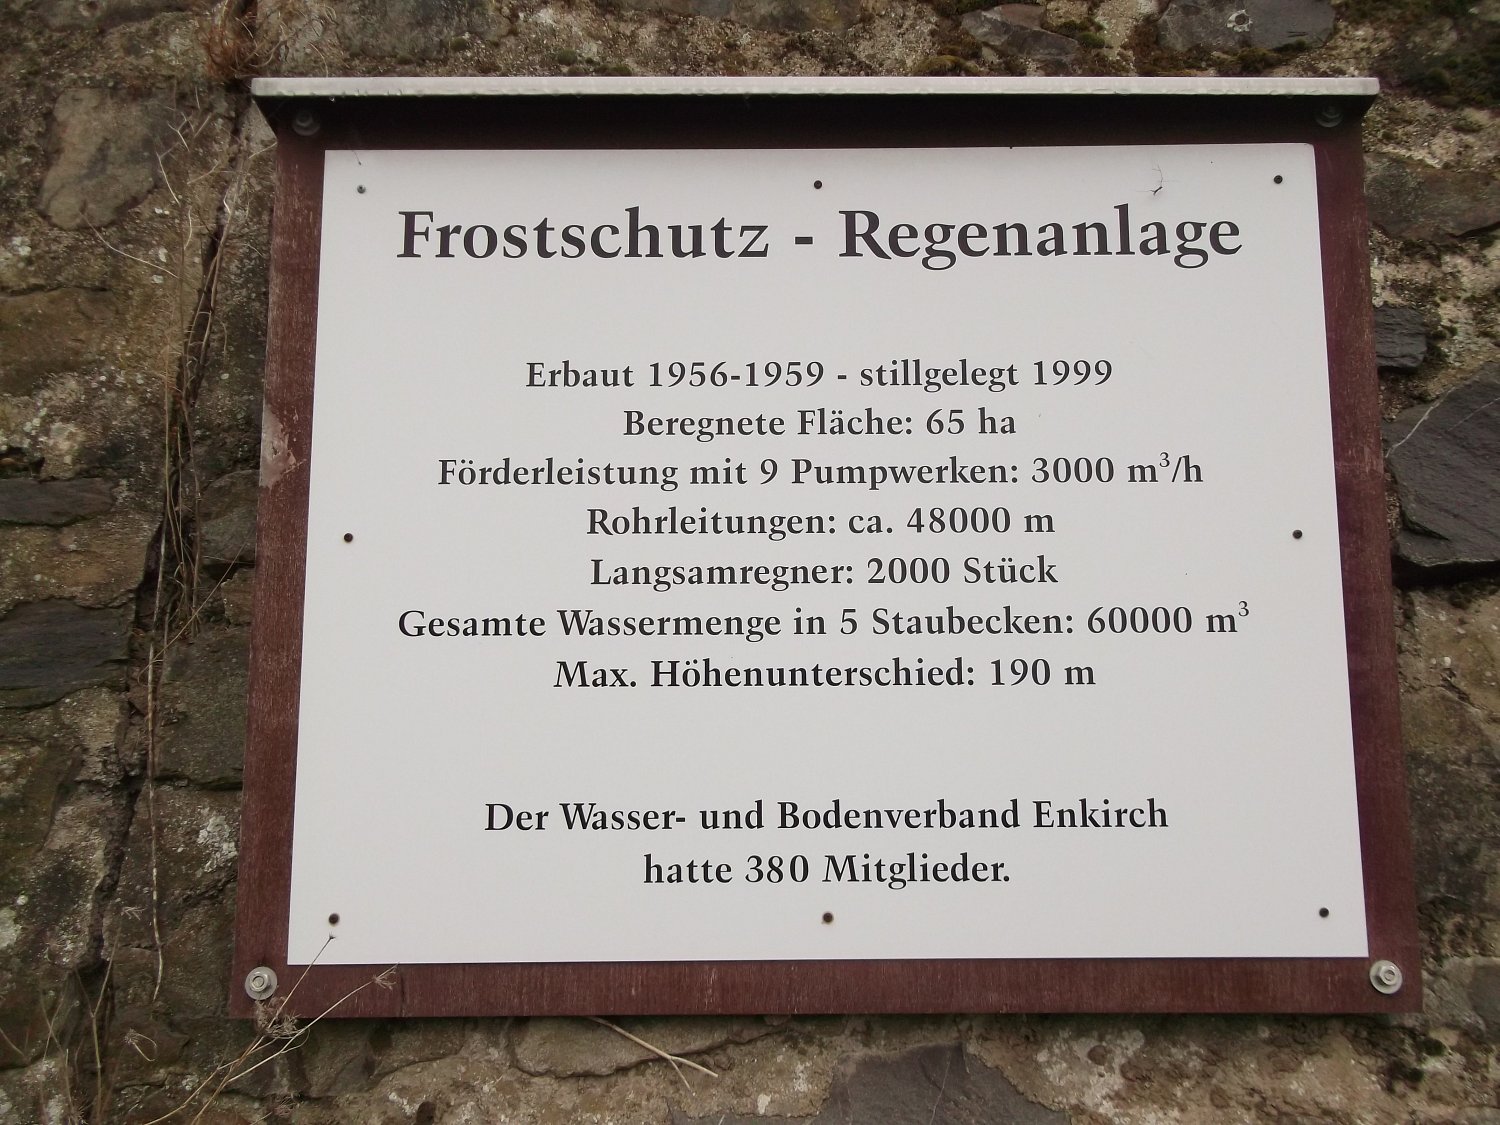 Frostschutz - Regenanlage
Erbaut 1956-1959 - stillgelegt 1999
Beregnete Fläche: 65 ha
Förderleistung mit 9 Pumpwerken: 3000 m³/h
Rohrleitungen: ca. 48000 m
Langsamregner: 2000 Stück
Gesamte Wassermenge in 5 Staubecken: 60000 m³
Max. Höhenunterschied: 190 m
Der Wasser- und Bodenverband Enkirch
hatte 380 Mitglieder.